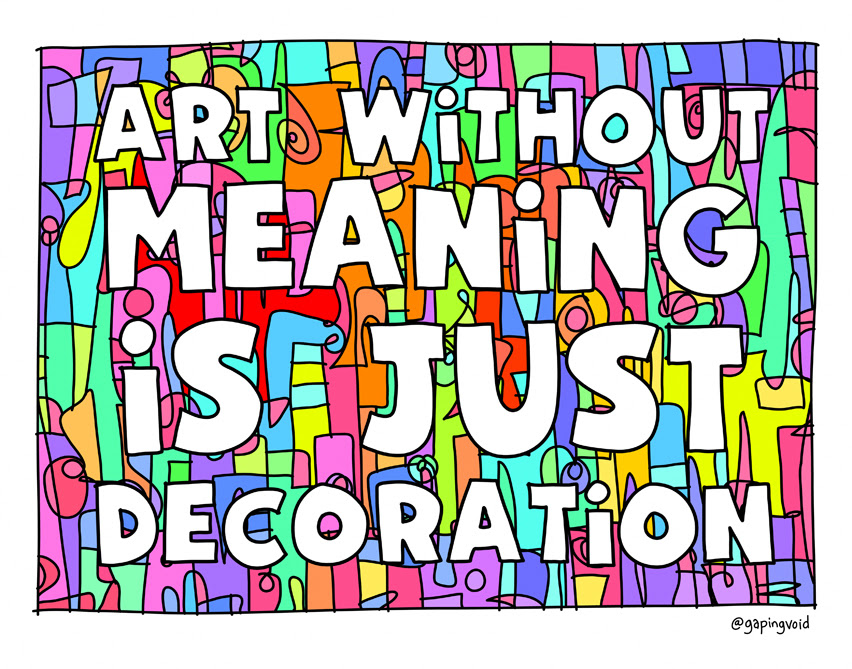 ART WiTHOUT
MEANiNG
iS JUST
DECORATiON
@gapingvoid